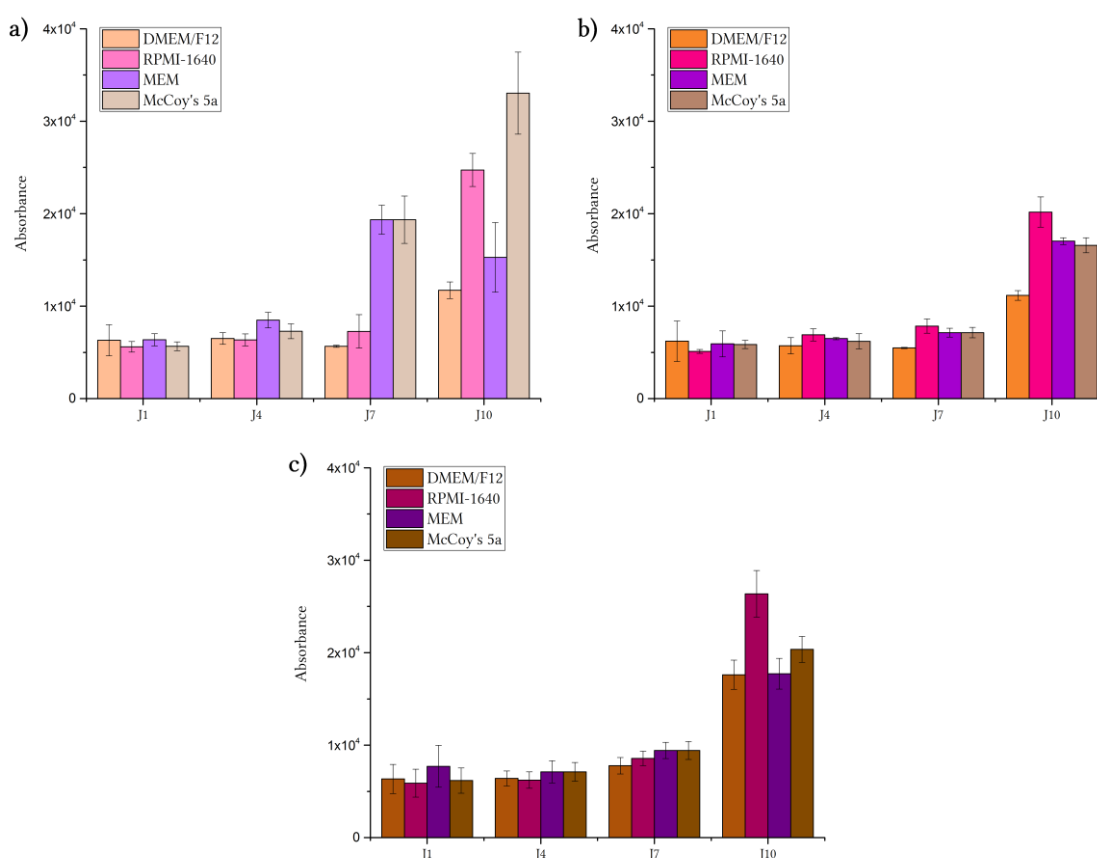 a)
4x10⁴
3x10⁴
2x10⁴
1x10⁴
0
Absorbance
DMEM/F12
RPMI-1640
MEM
McCoy's 5a
J1 J4 J7 J10
b)
4x10⁴
3x10⁴
2x10⁴
1x10⁴
0
Absorbance
DMEM/F12
RPMI-1640
MEM
McCoy's 5a
J1 J4 J7 J10
c)
4x10⁴
3x10⁴
2x10⁴
1x10⁴
0
Absorbance
DMEM/F12
RPMI-1640
MEM
McCoy's 5a
J1 J4 J7 J10